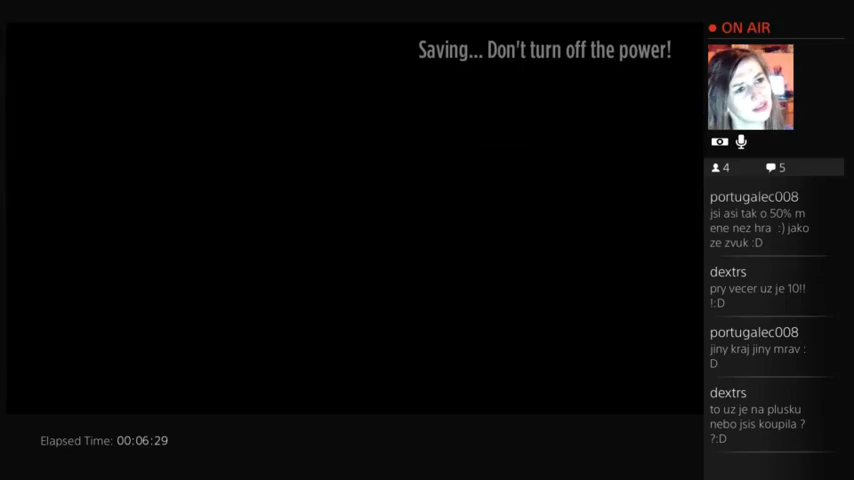 Saving... Don't turn off the power!
ON AIR
4 5
portugalec008
jsi asi tak o 50% m
ene nez hra :) jako
ze zvuk :D
dextrs
pry vecer uz je 10!!
!:D
portugalec008
jiny kraj jiny mrav :
D
dextrs
to uz je na plusku
nebo jsis koupila ?
?:D
Elapsed Time: 00:06:29